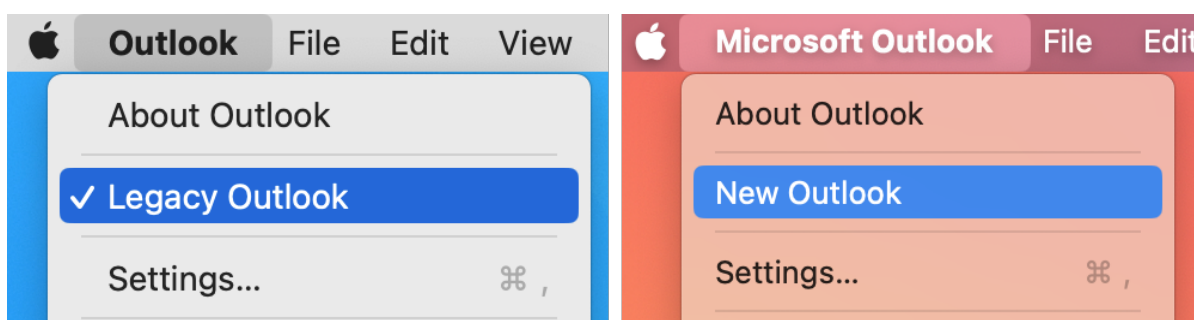 Outlook File Edit View
About Outlook
✓ Legacy Outlook
Settings... ⌘ ,
Microsoft Outlook File Edit
About Outlook
New Outlook
Settings... ⌘ ,